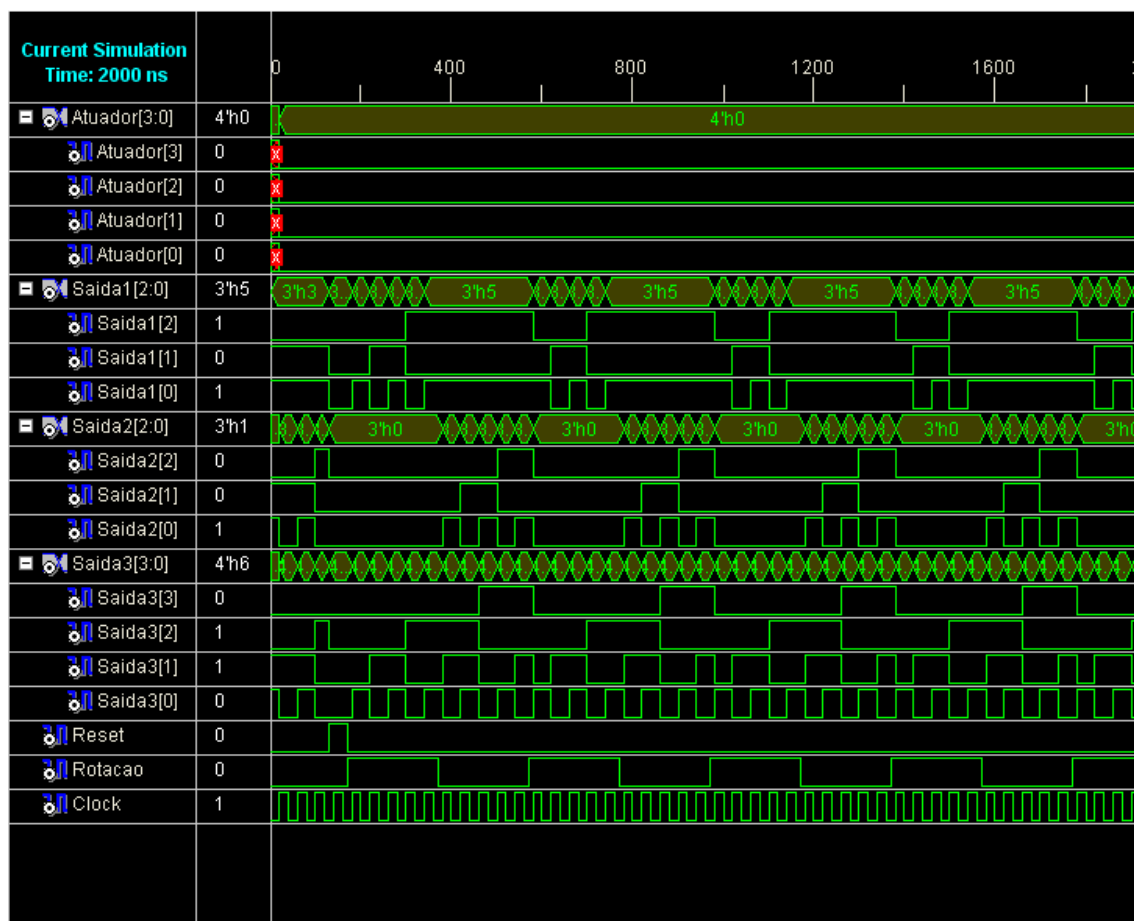 Current Simulation
Time: 2000 ns
0 400 800 1200 1600
Atuador[3:0] 4'h0 4'h0
Atuador[3] 0 X
Atuador[2] 0 X
Atuador[1] 0 X
Atuador[0] 0 X
Saida1[2:0] 3'h5 3'h3 3'h5 3'h5 3'h5 3'h5
Saida1[2] 1
Saida1[1] 0
Saida1[0] 1
Saida2[2:0] 3'h1 3'h0 3'h0 3'h0 3'h0
Saida2[2] 0
Saida2[1] 0
Saida2[0] 1
Saida3[3:0] 4'h6
Saida3[3] 0
Saida3[2] 1
Saida3[1] 1
Saida3[0] 0
Reset 0
Rotacao 0
Clock 1